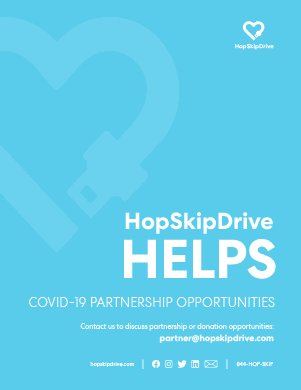 HopSkipDrive
HopSkipDrive
HELPS
COVID-19 PARTNERSHIP OPPORTUNITIES
Contact us to discuss partnership or donation opportunities:
partner@hopskipdrive.com
hopskipdrive.com | | 844-HOP-SKIP